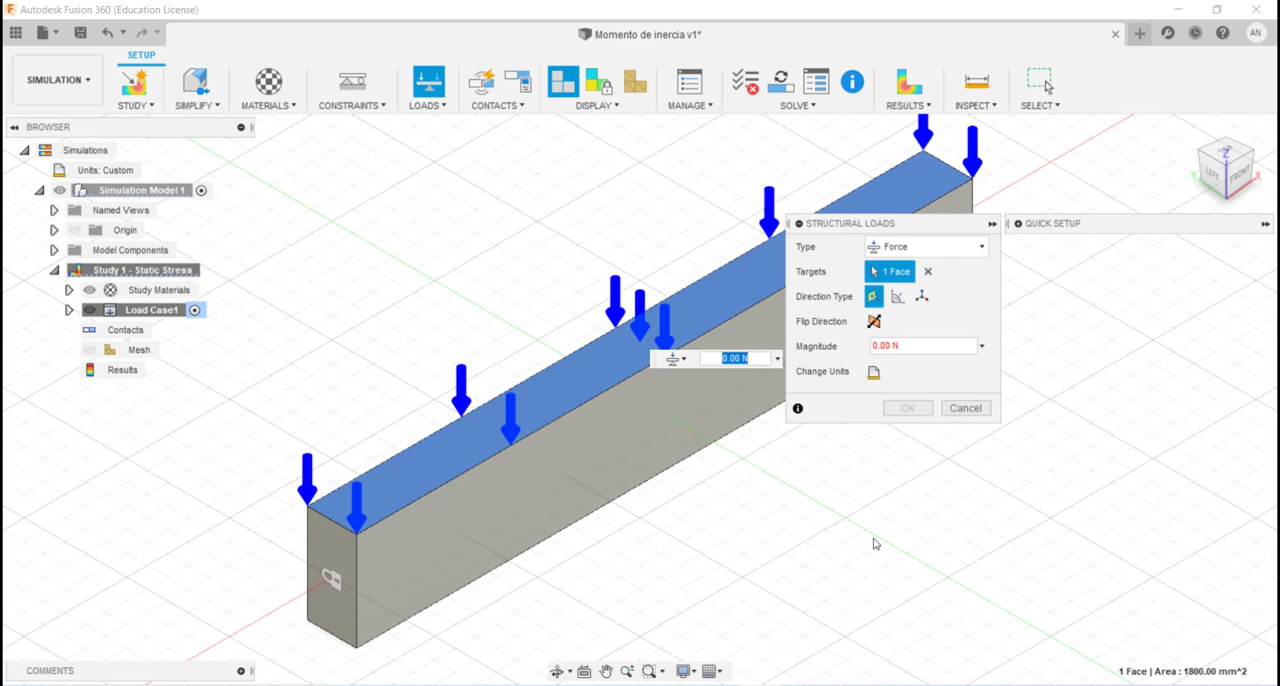 Autodesk Fusion 360 (Education License)
Momento de inercia v1*
AN
SETUP
SIMULATION
STUDY
SIMPLIFY
MATERIALS
CONSTRAINTS
LOADS
CONTACTS
DISPLAY
MANAGE
SOLVE
RESULTS
INSPECT
SELECT
BROWSER
Simulations
Units: Custom
Simulation Model 1
Named Views
Origin
Model Components
Study 1 - Static Stress
Study Materials
Load Case1
Contacts
Mesh
Results
Z
LEFT
FRONT
Y
X
STRUCTURAL LOADS
QUICK SETUP
Type
Force
Targets
1 Face
Direction Type
Flip Direction
Magnitude
0.00 N
Change Units
OK
Cancel
0.00 N
COMMENTS
1 Face | Area : 1800.00 mm^2